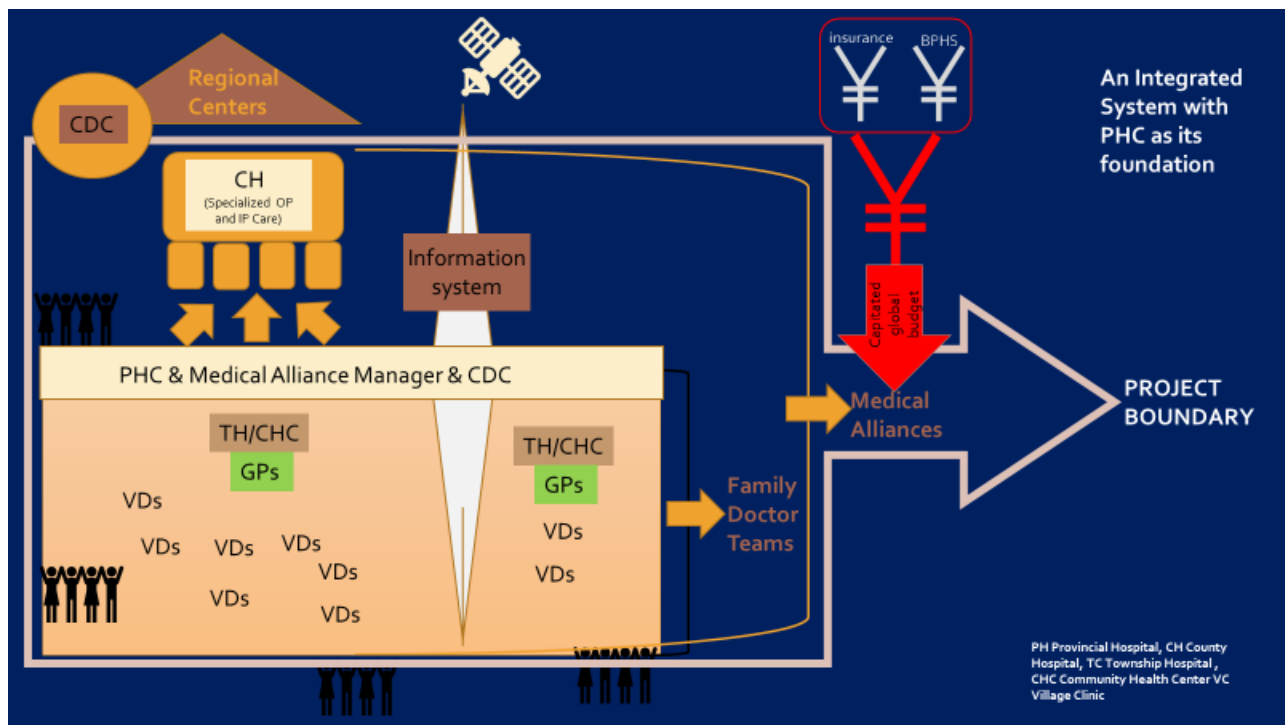 insurance
BPHS
An Integrated
System with
PHC as its
foundation
Regional
Centers
CDC
CH
(Specialized OP
and IP Care)
Information
system
Capitated
global
budget
PHC & Medical Alliance Manager & CDC
PROJECT
BOUNDARY
Medical
Alliances
TH/CHC
GPs
TH/CHC
GPs
Family
Doctor
Teams
VDs
VDs
VDs
VDs
VDs
VDs
VDs
VDs
VDs
PH Provincial Hospital, CH County
Hospital, TC Township Hospital ,
CHC Community Health Center VC
Village Clinic